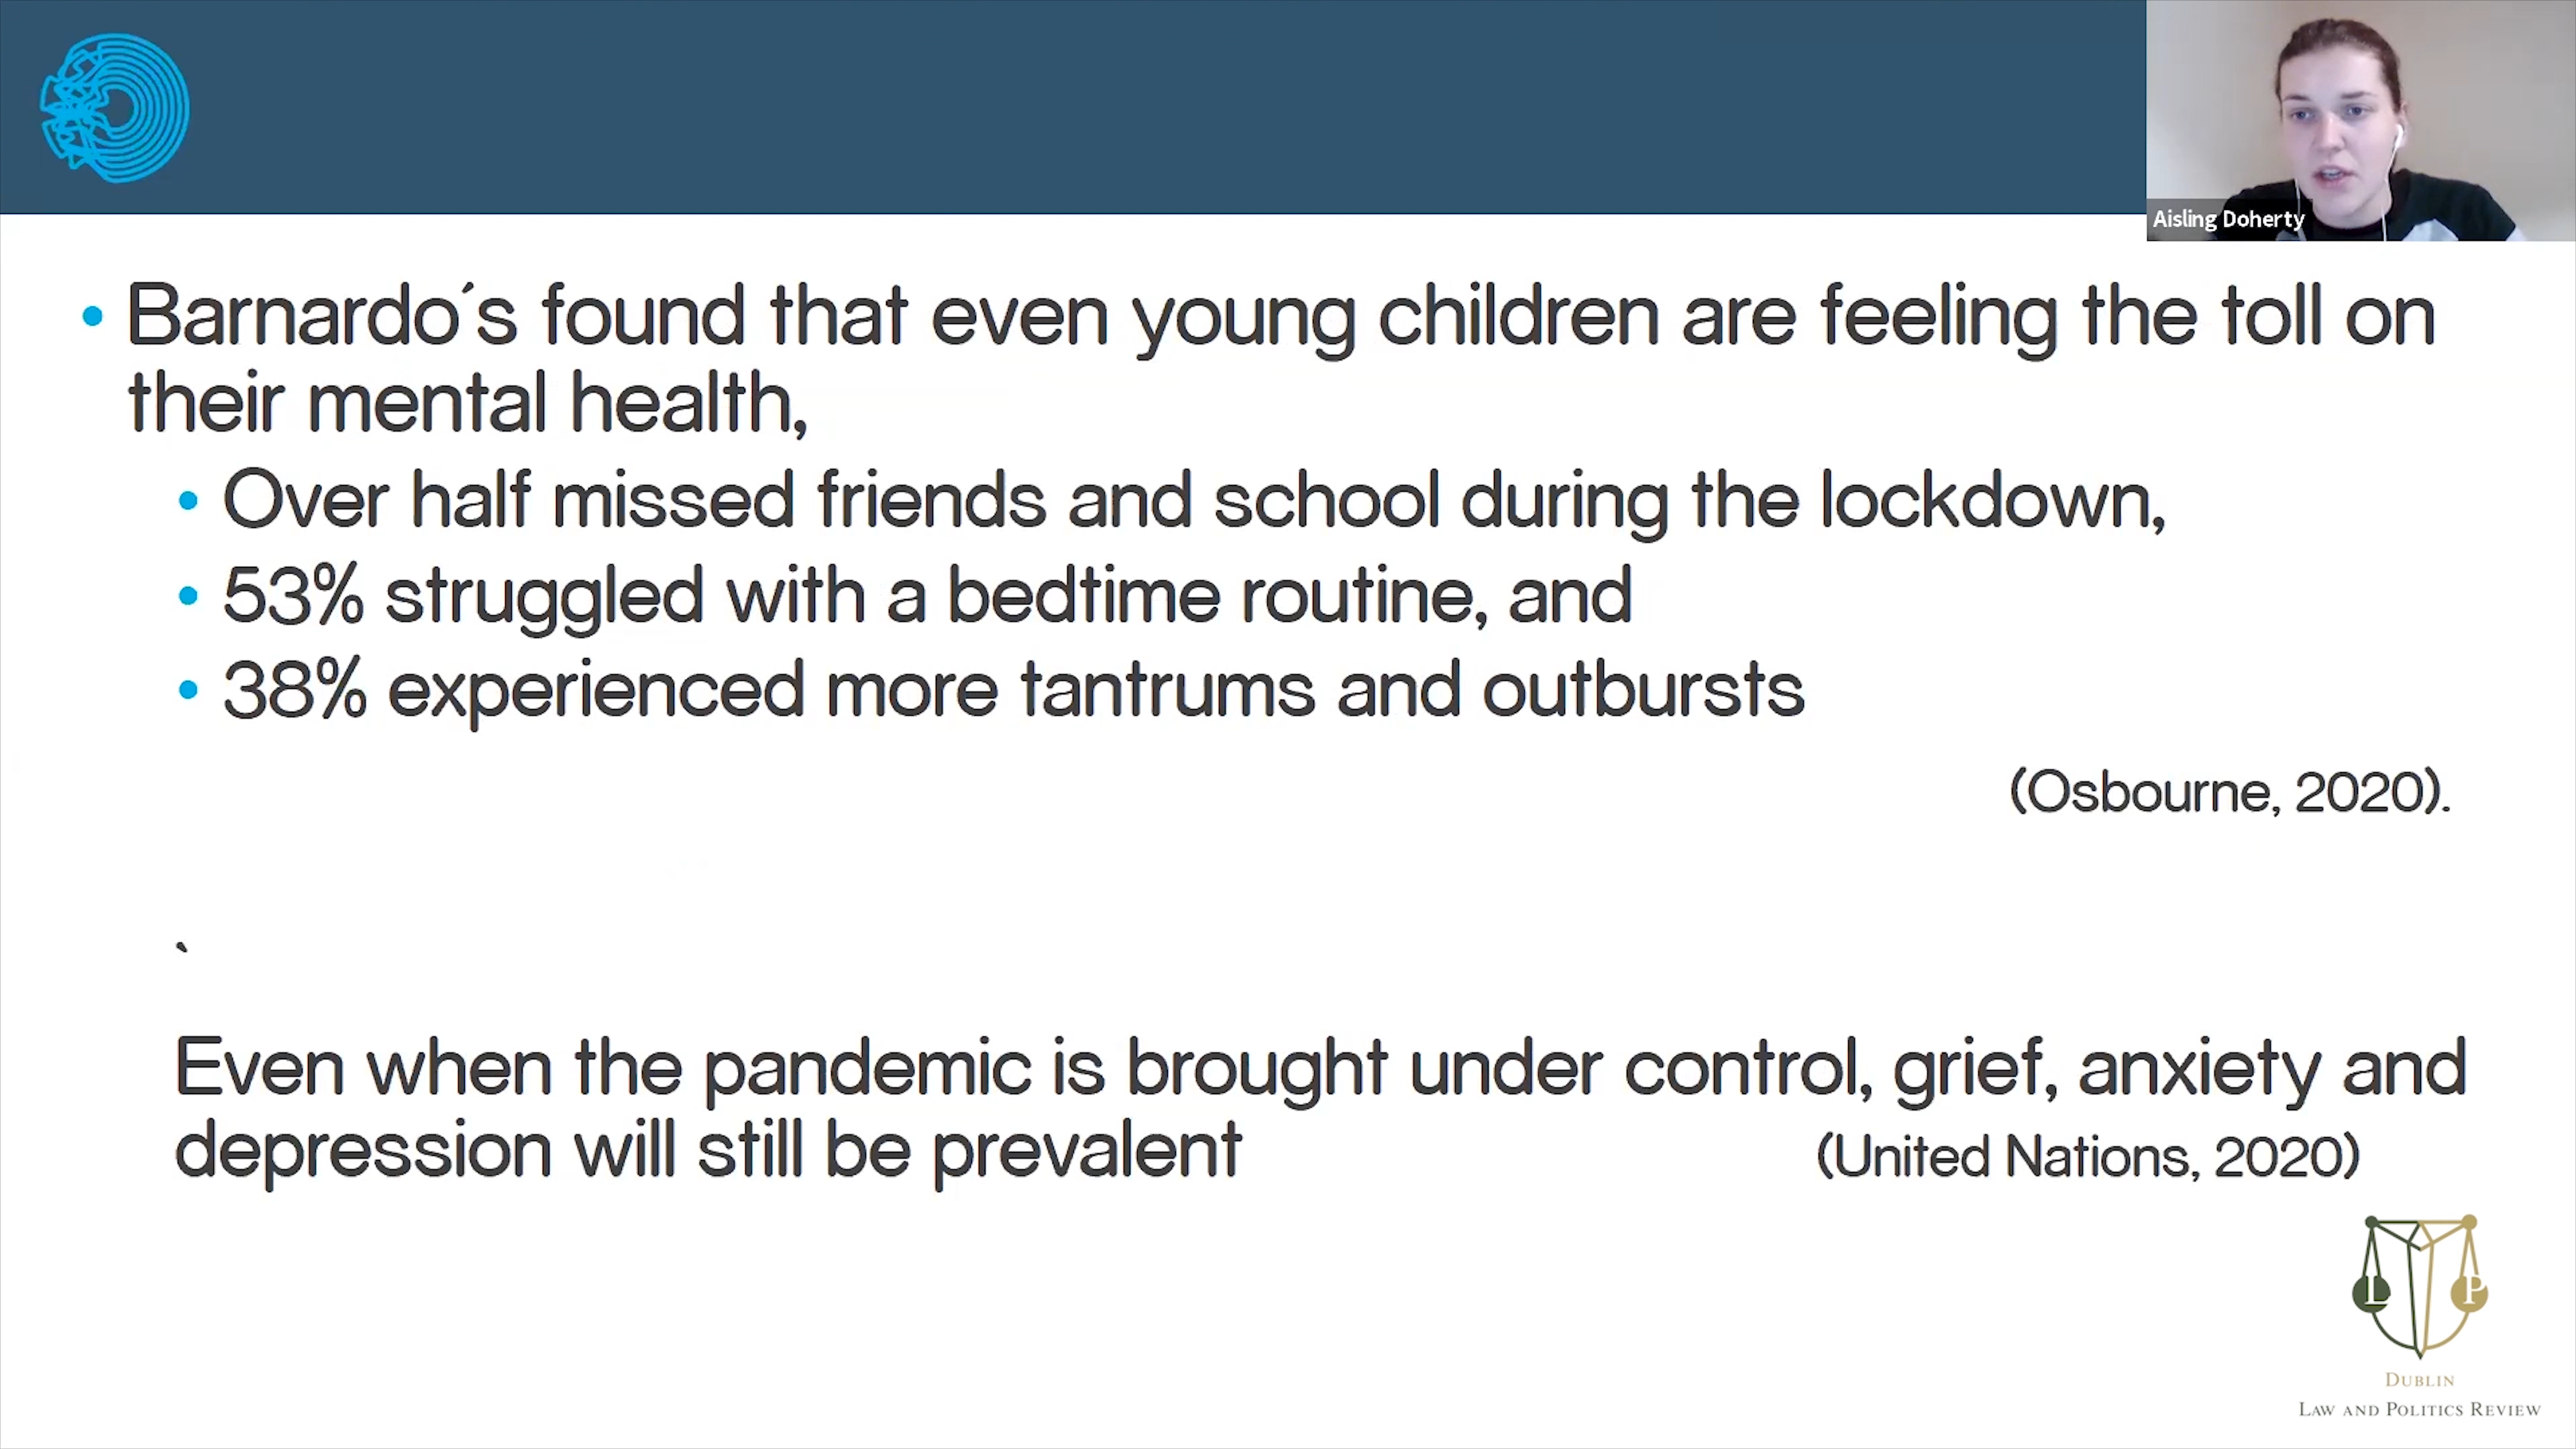 Aisling Doherty
• Barnardo´s found that even young children are feeling the toll on
their mental health,
• Over half missed friends and school during the lockdown,
• 53% struggled with a bedtime routine, and
• 38% experienced more tantrums and outbursts
(Osbourne, 2020).
`
Even when the pandemic is brought under control, grief, anxiety and
depression will still be prevalent (United Nations, 2020)
L P
DUBLIN
LAW AND POLITICS REVIEW